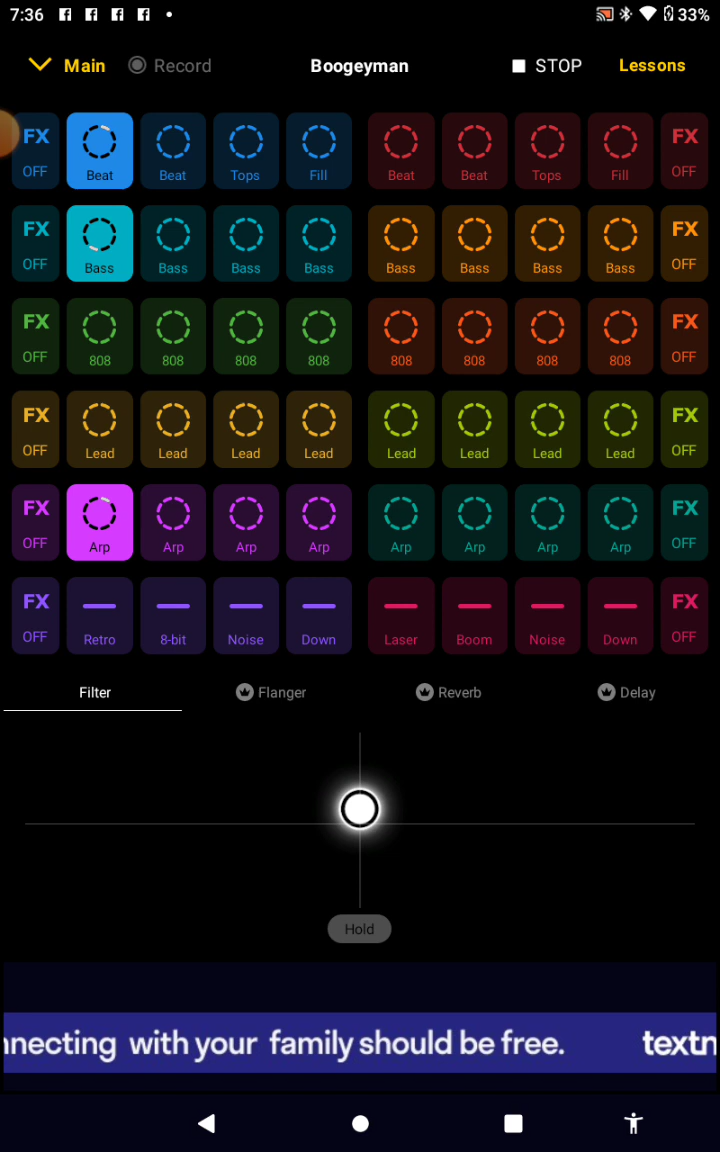 7:36 33%
Main Record Boogeyman STOP Lessons
FX OFF Beat Beat Tops Fill Beat Beat Tops Fill FX OFF
FX OFF Bass Bass Bass Bass Bass Bass Bass Bass FX OFF
FX OFF 808 808 808 808 808 808 808 808 FX OFF
FX OFF Lead Lead Lead Lead Lead Lead Lead Lead FX OFF
FX OFF Arp Arp Arp Arp Arp Arp Arp Arp FX OFF
FX OFF Retro 8-bit Noise Down Laser Boom Noise Down FX OFF
Filter Flanger Reverb Delay
Hold
with your family should be free.